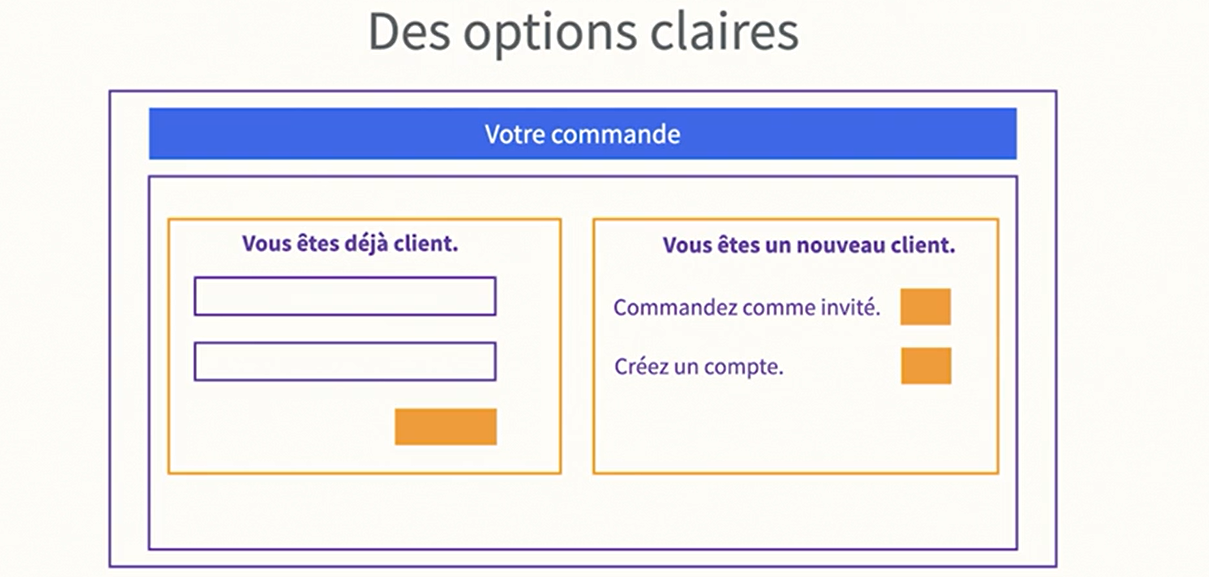 Des options claires
Votre commande
Vous êtes déjà client.
Vous êtes un nouveau client.
Commandez comme invité.
Créez un compte.